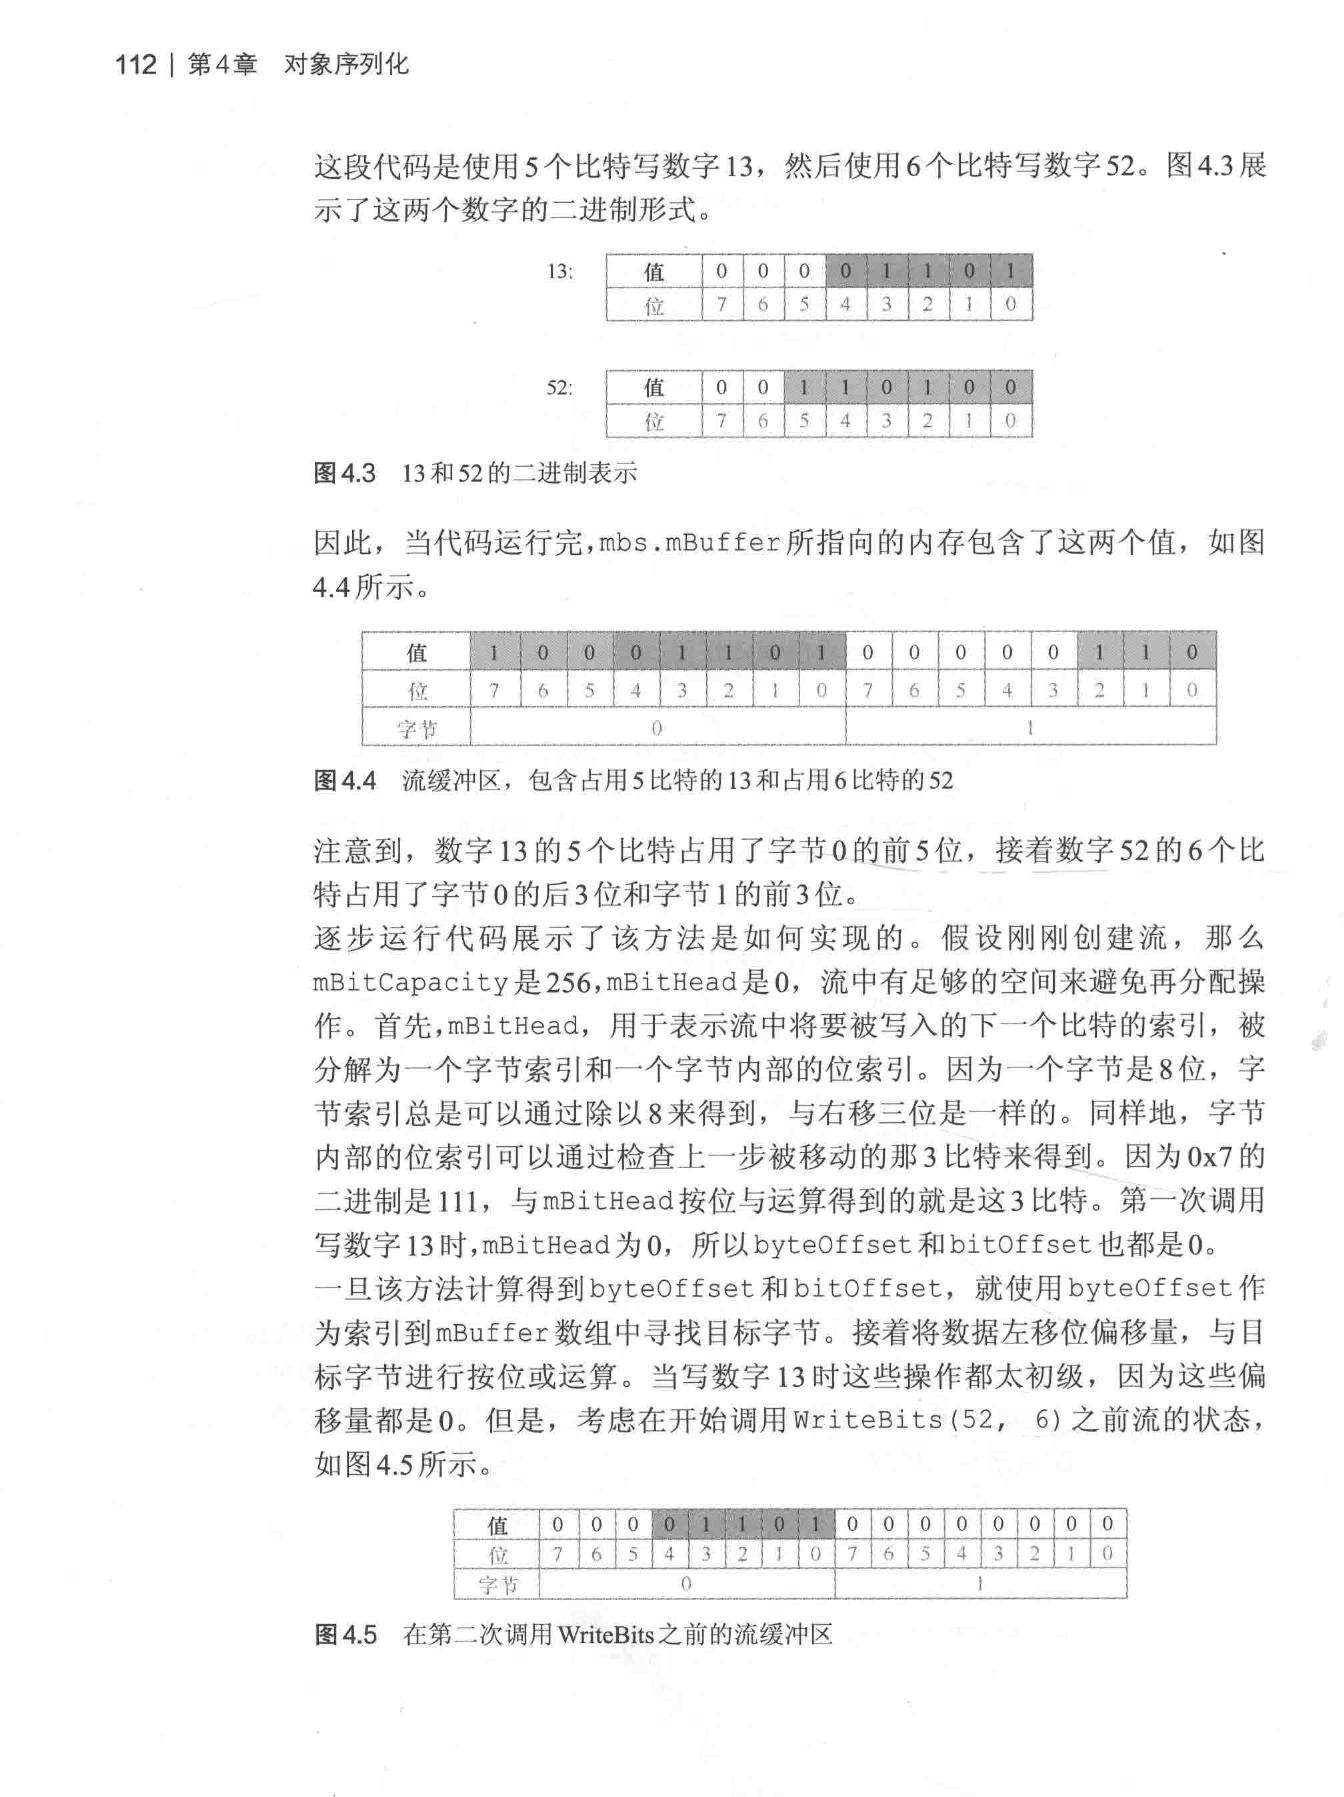 112 | 第4章 对象序列化
这段代码是使用5个比特写数字13，然后使用6个比特写数字52。图4.3展
示了这两个数字的二进制形式。
13: 值 0 0 0 0 1 1 0 1
位 7 6 5 4 3 2 1 0
52: 值 0 0 1 1 0 1 0 0
位 7 6 5 4 3 2 1 0
图4.3 13和52的二进制表示
因此，当代码运行完,mbs.mBuffer所指向的内存包含了这两个值，如图
4.4所示。
值 1 0 0 0 1 1 0 1 0 0 0 0 0 1 1 0
位 7 6 5 4 3 2 1 0 7 6 5 4 3 2 1 0
字节 0 1
图4.4 流缓冲区，包含占用5比特的13和占用6比特的52
注意到，数字13的5个比特占用了字节0的前5位，接着数字52的6个比
特占用了字节0的后3位和字节1的前3位。
逐步运行代码展示了该方法是如何实现的。假设刚刚创建流，那么
mBitCapacity是256,mBitHead是0，流中有足够的空间来避免再分配操
作。首先,mBitHead，用于表示流中将要被写入的下一个比特的索引，被
分解为一个字节索引和一个字节内部的位索引。因为一个字节是8位，字
节索引总是可以通过除以8来得到，与右移三位是一样的。同样地，字节
内部的位索引可以通过检查上一步被移动的那3比特来得到。因为0x7的
二进制是111，与mBitHead按位与运算得到的就是这3比特。第一次调用
写数字13时,mBitHead为0，所以byteOffset和bitOffset也都是0。
一旦该方法计算得到byteOffset和bitOffset，就使用byteOffset作
为索引到mBuffer数组中寻找目标字节。接着将数据左移位偏移量，与目
标字节进行按位或运算。当写数字13时这些操作都太初级，因为这些偏
移量都是0。但是，考虑在开始调用WriteBits(52, 6)之前流的状态，
如图4.5所示。
值 0 0 0 0 1 1 0 1 0 0 0 0 0 0 0 0
位 7 6 5 4 3 2 1 0 7 6 5 4 3 2 1 0
字节 0 1
图4.5 在第二次调用WriteBits之前的流缓冲区